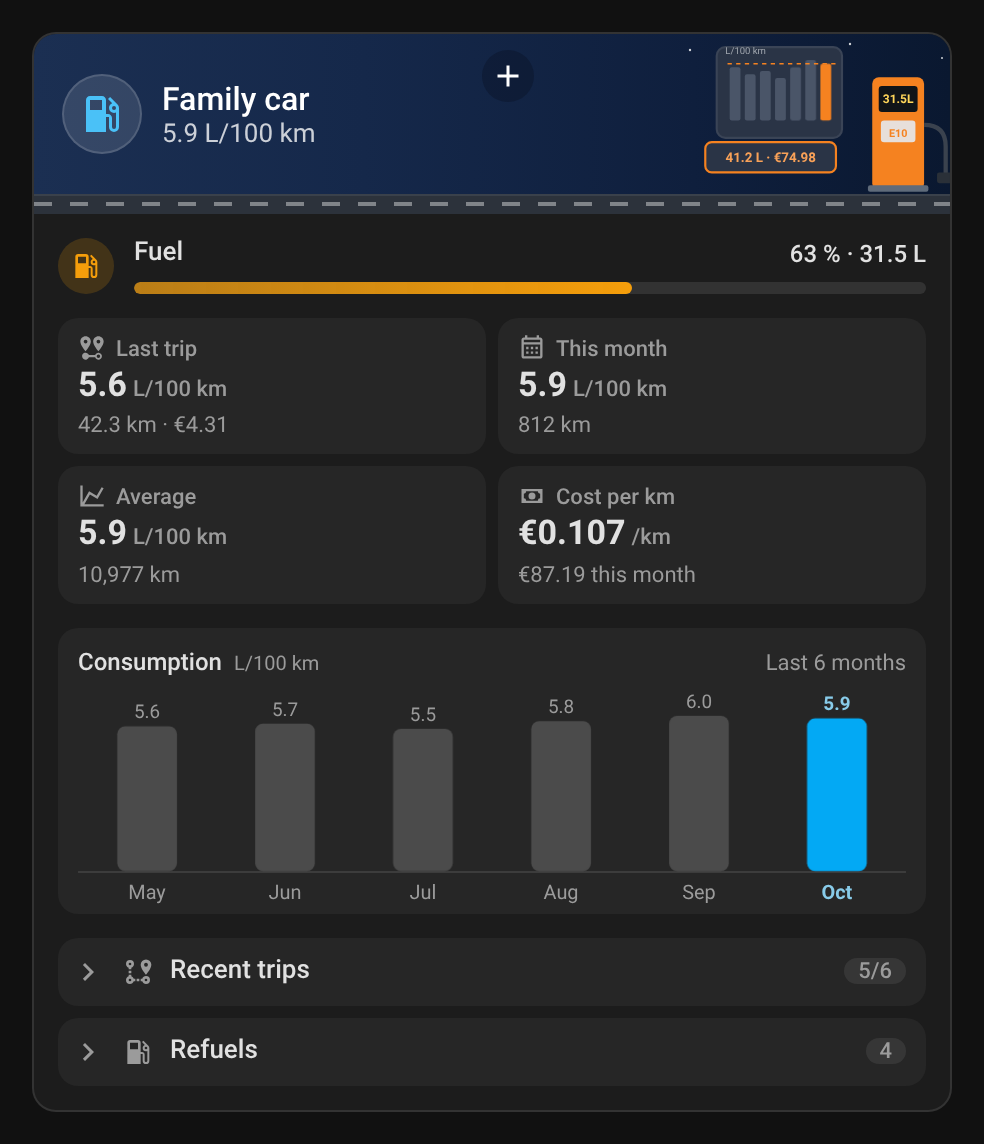 Family car
5.9 L/100 km
L/100 km
41.2 L · €74.98
31.5L
E10
Fuel
63 % · 31.5 L
Last trip
5.6 L/100 km
42.3 km · €4.31
This month
5.9 L/100 km
812 km
Average
5.9 L/100 km
10,977 km
Cost per km
€0.107 /km
€87.19 this month
Consumption L/100 km
Last 6 months
5.6 5.7 5.5 5.8 6.0 5.9
May Jun Jul Aug Sep Oct
Recent trips
5/6
Refuels
4